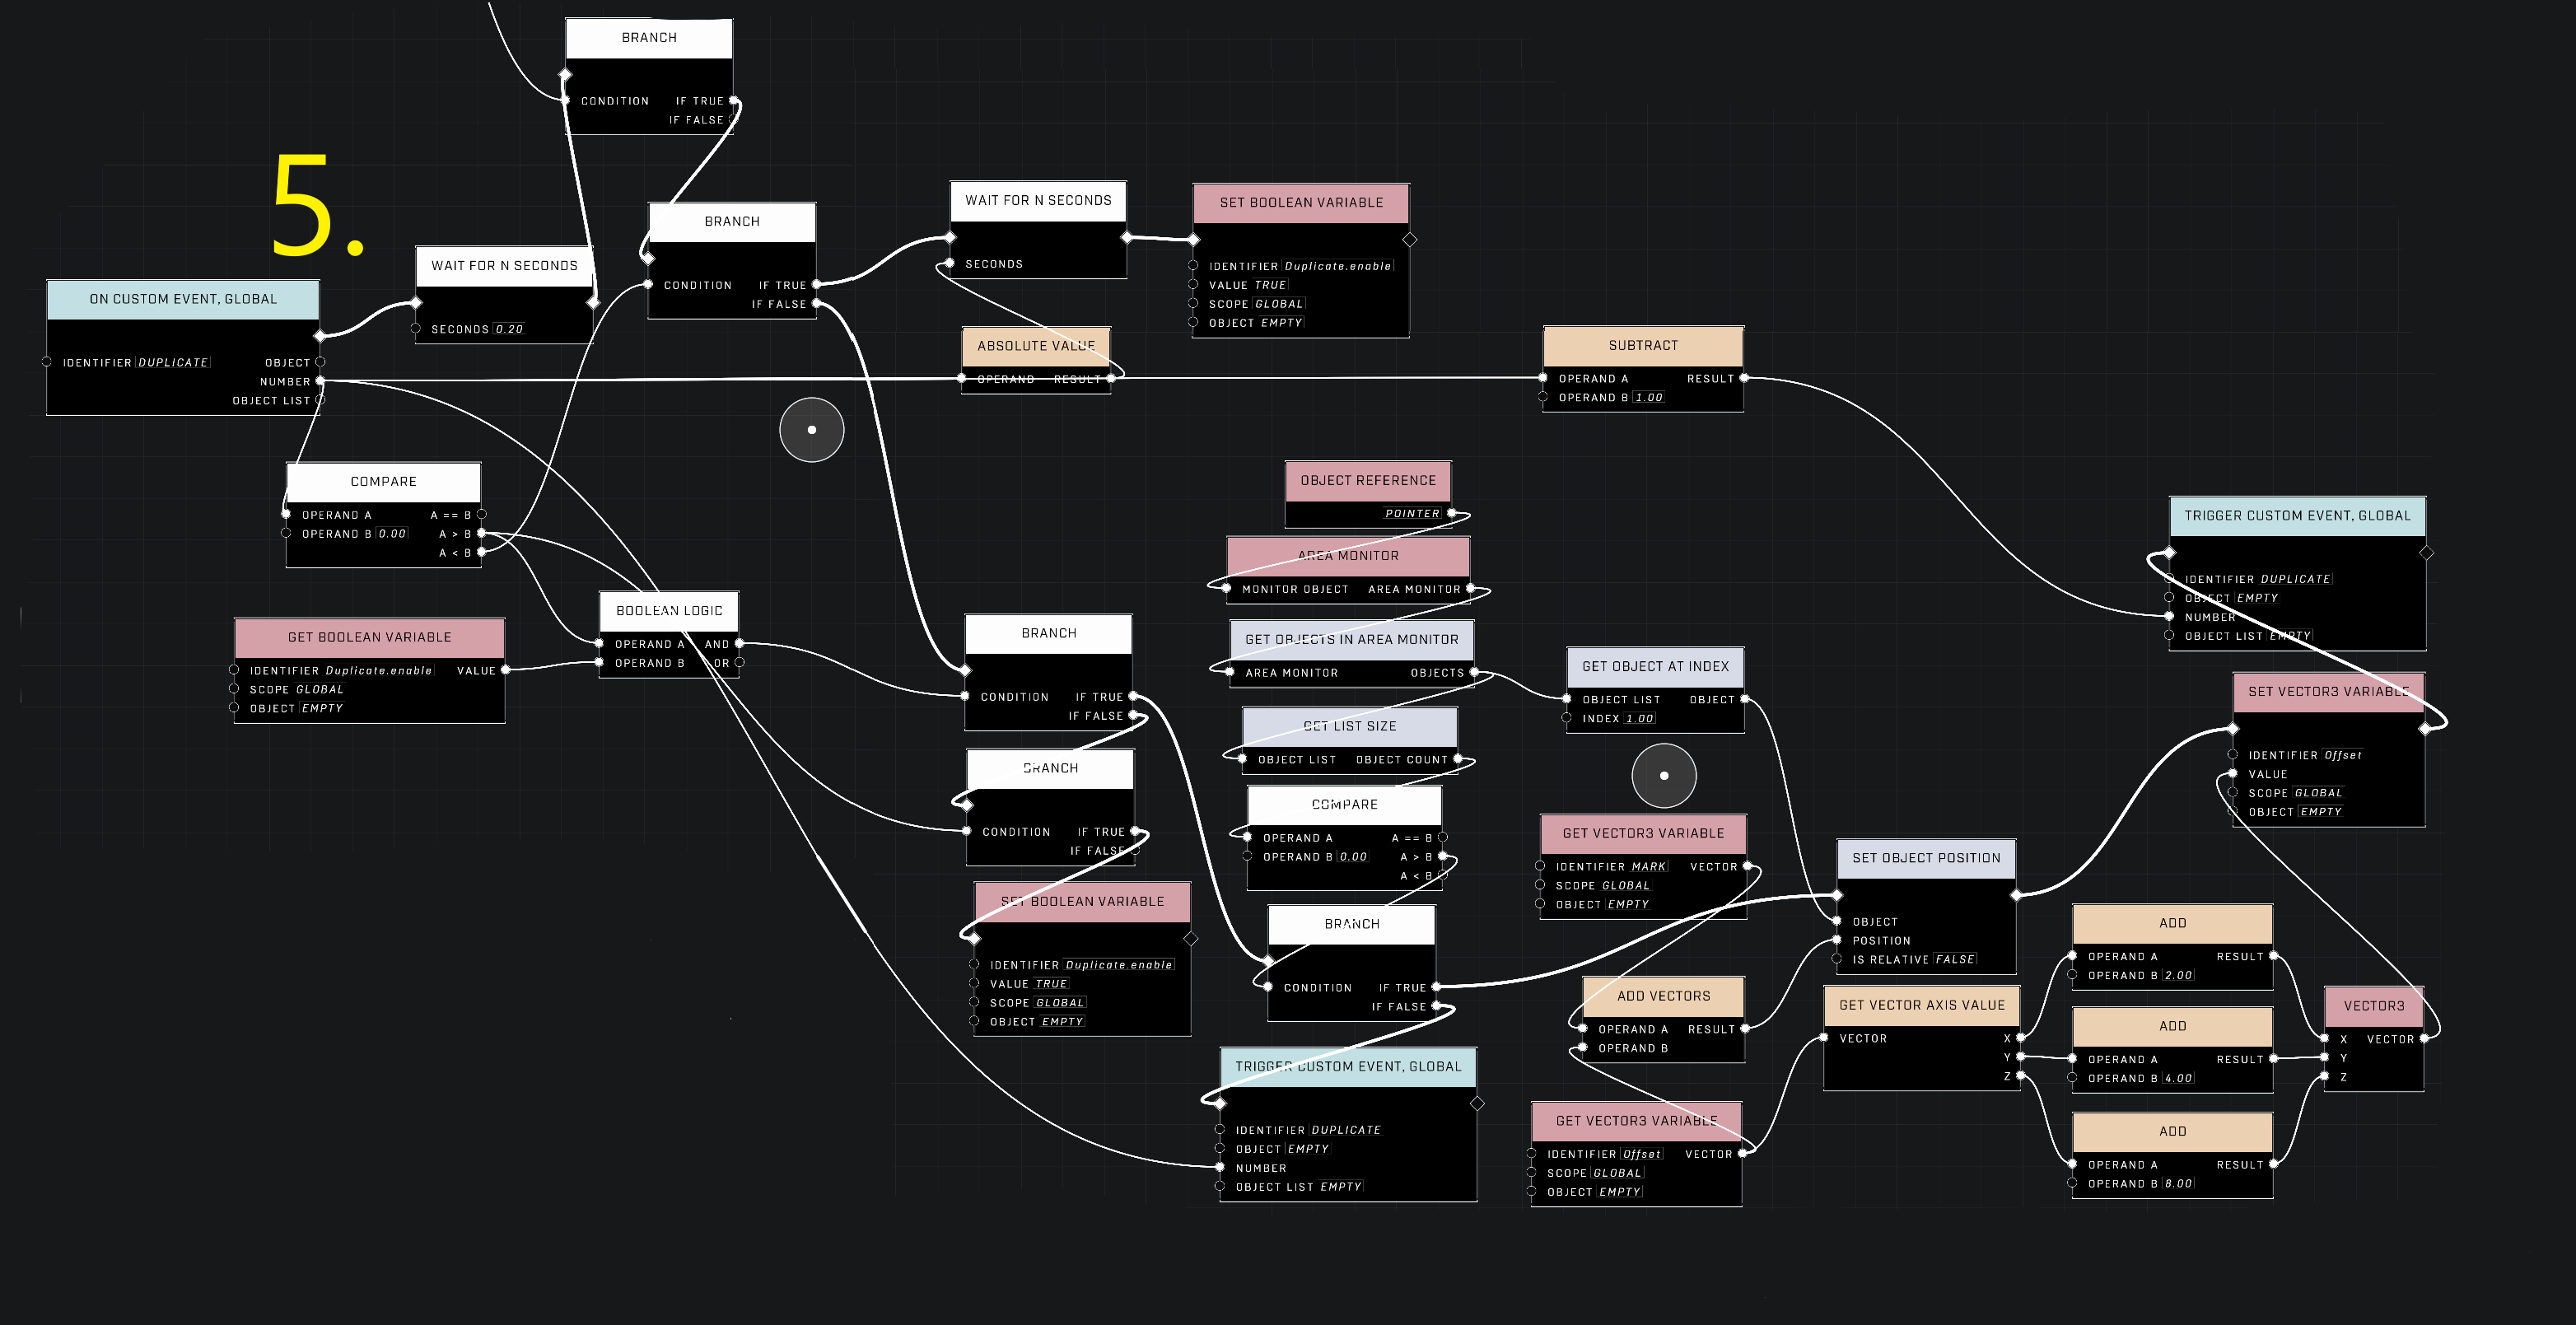 5.
BRANCH
CONDITION IF TRUE
IF FALSE
ON CUSTOM EVENT, GLOBAL
IDENTIFIER DUPLICATE OBJECT
NUMBER
OBJECT LIST
WAIT FOR N SECONDS
SECONDS 0.20
BRANCH
CONDITION IF TRUE
IF FALSE
WAIT FOR N SECONDS
SECONDS
SET BOOLEAN VARIABLE
IDENTIFIER Duplicate.enable
VALUE TRUE
SCOPE GLOBAL
OBJECT EMPTY
ABSOLUTE VALUE
OPERAND RESULT
SUBTRACT
OPERAND A RESULT
OPERAND B 1.00
COMPARE
OPERAND A A == B
OPERAND B 0.00 A > B
A < B
GET BOOLEAN VARIABLE
IDENTIFIER Duplicate.enable VALUE
SCOPE GLOBAL
OBJECT EMPTY
BOOLEAN LOGIC
OPERAND A AND
OPERAND B OR
BRANCH
CONDITION IF TRUE
IF FALSE
BRANCH
CONDITION IF TRUE
IF FALSE
SET BOOLEAN VARIABLE
IDENTIFIER Duplicate.enable
VALUE TRUE
SCOPE GLOBAL
OBJECT EMPTY
OBJECT REFERENCE
POINTER
AREA MONITOR
MONITOR OBJECT AREA MONITOR
GET OBJECTS IN AREA MONITOR
AREA MONITOR OBJECTS
GET LIST SIZE
OBJECT LIST OBJECT COUNT
COMPARE
OPERAND A A == B
OPERAND B 0.00 A > B
A < B
BRANCH
CONDITION IF TRUE
IF FALSE
TRIGGER CUSTOM EVENT, GLOBAL
IDENTIFIER DUPLICATE
OBJECT EMPTY
NUMBER
OBJECT LIST EMPTY
GET OBJECT AT INDEX
OBJECT LIST OBJECT
INDEX 1.00
GET VECTOR3 VARIABLE
IDENTIFIER MARK VECTOR
SCOPE GLOBAL
OBJECT EMPTY
ADD VECTORS
OPERAND A RESULT
OPERAND B
GET VECTOR3 VARIABLE
IDENTIFIER Offset VECTOR
SCOPE GLOBAL
OBJECT EMPTY
SET OBJECT POSITION
OBJECT
POSITION
IS RELATIVE FALSE
GET VECTOR AXIS VALUE
VECTOR X
Y
Z
ADD
OPERAND A RESULT
OPERAND B 2.00
ADD
OPERAND A RESULT
OPERAND B 4.00
ADD
OPERAND A RESULT
OPERAND B 8.00
VECTOR3
X VECTOR
Y
Z
TRIGGER CUSTOM EVENT, GLOBAL
IDENTIFIER DUPLICATE
OBJECT EMPTY
NUMBER
OBJECT LIST EMPTY
SET VECTOR3 VARIABLE
IDENTIFIER Offset
VALUE
SCOPE GLOBAL
OBJECT EMPTY